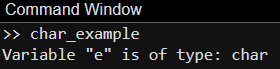 Command Window
>> char_example
Variable "e" is of type: char